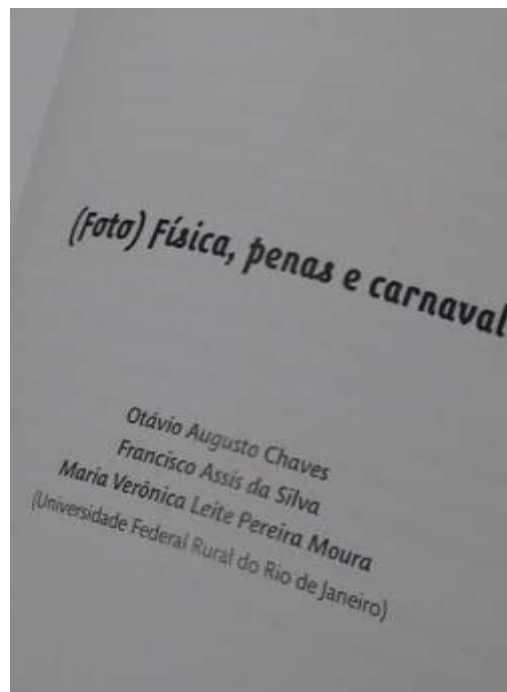 (Foto) Física, penas e carnaval
Otávio Augusto Chaves
Francisco Assis da Silva
Maria Verônica Leite Pereira Moura
(Universidade Federal Rural do Rio de Janeiro)